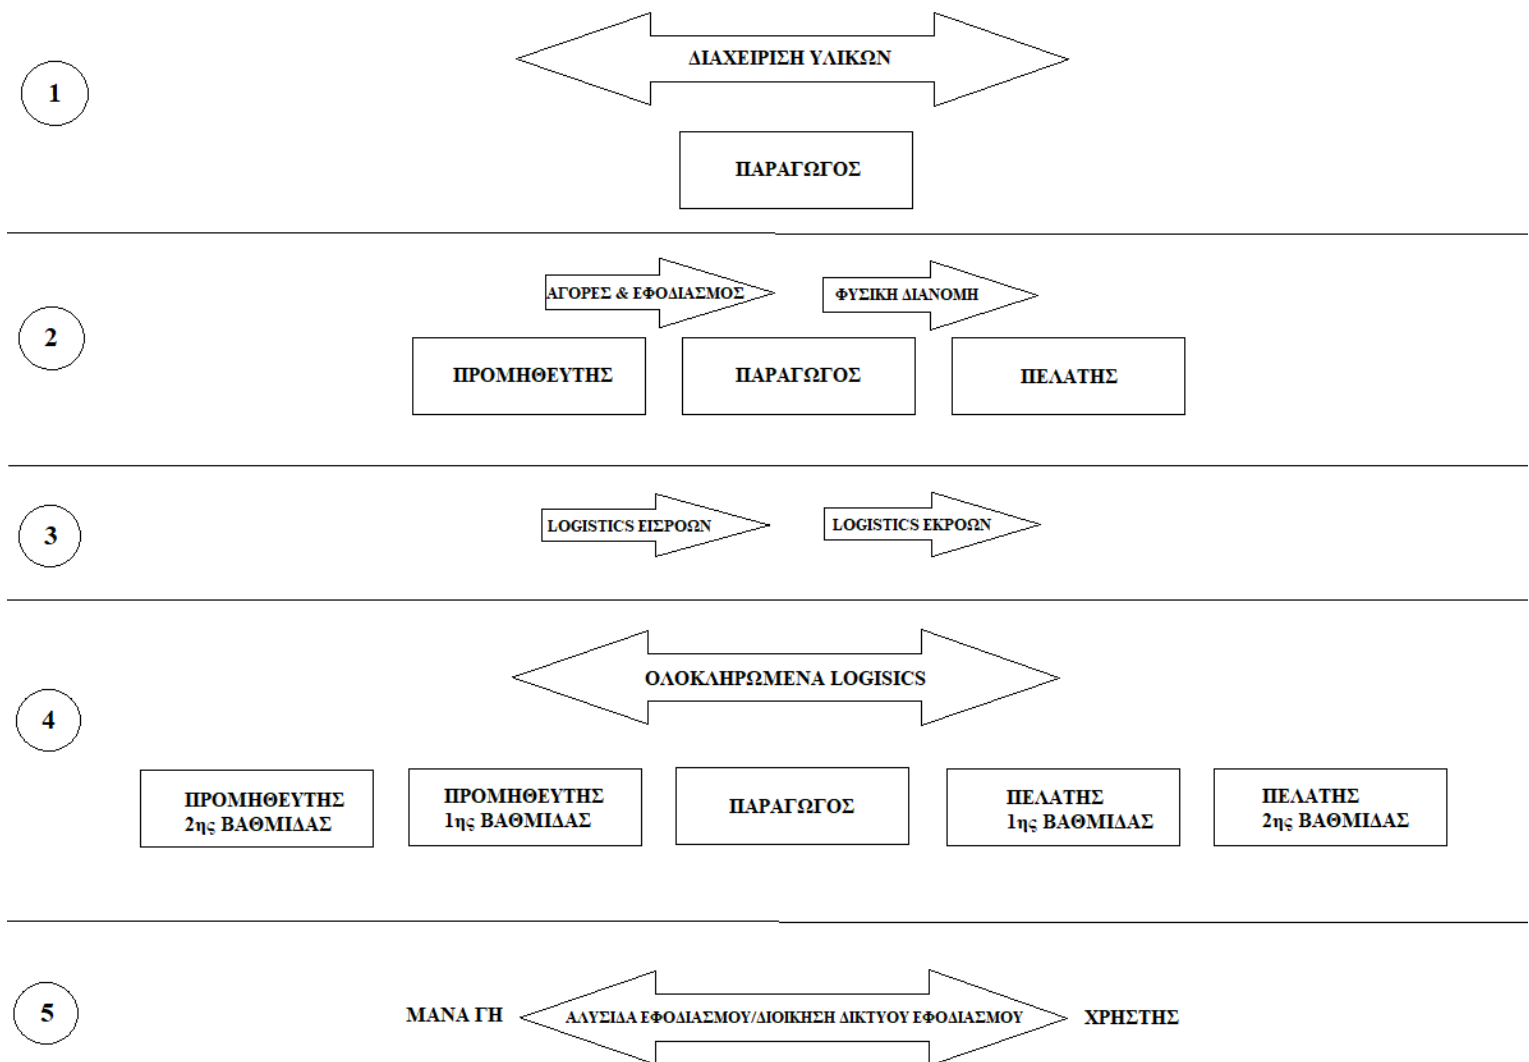 1
ΔΙΑΧΕΙΡΙΣΗ ΥΛΙΚΩΝ
ΠΑΡΑΓΩΓΟΣ
2
ΑΓΟΡΕΣ & ΕΦΟΔΙΑΣΜΟΣ
ΦΥΣΙΚΗ ΔΙΑΝΟΜΗ
ΠΡΟΜΗΘΕΥΤΗΣ
ΠΑΡΑΓΩΓΟΣ
ΠΕΛΑΤΗΣ
3
LOGISTICS ΕΙΣΡΟΩΝ
LOGISTICS ΕΚΡΟΩΝ
4
ΟΛΟΚΛΗΡΩΜΕΝΑ LOGISICS
ΠΡΟΜΗΘΕΥΤΗΣ
2ης ΒΑΘΜΙΔΑΣ
ΠΡΟΜΗΘΕΥΤΗΣ
1ης ΒΑΘΜΙΔΑΣ
ΠΑΡΑΓΩΓΟΣ
ΠΕΛΑΤΗΣ
1ης ΒΑΘΜΙΔΑΣ
ΠΕΛΑΤΗΣ
2ης ΒΑΘΜΙΔΑΣ
5
ΜΑΝΑ ΓΗ
ΑΛΥΣΙΔΑ ΕΦΟΔΙΑΣΜΟΥ/ΔΙΟΙΚΗΣΗ ΔΙΚΤΥΟΥ ΕΦΟΔΙΑΣΜΟΥ
ΧΡΗΣΤΗΣ